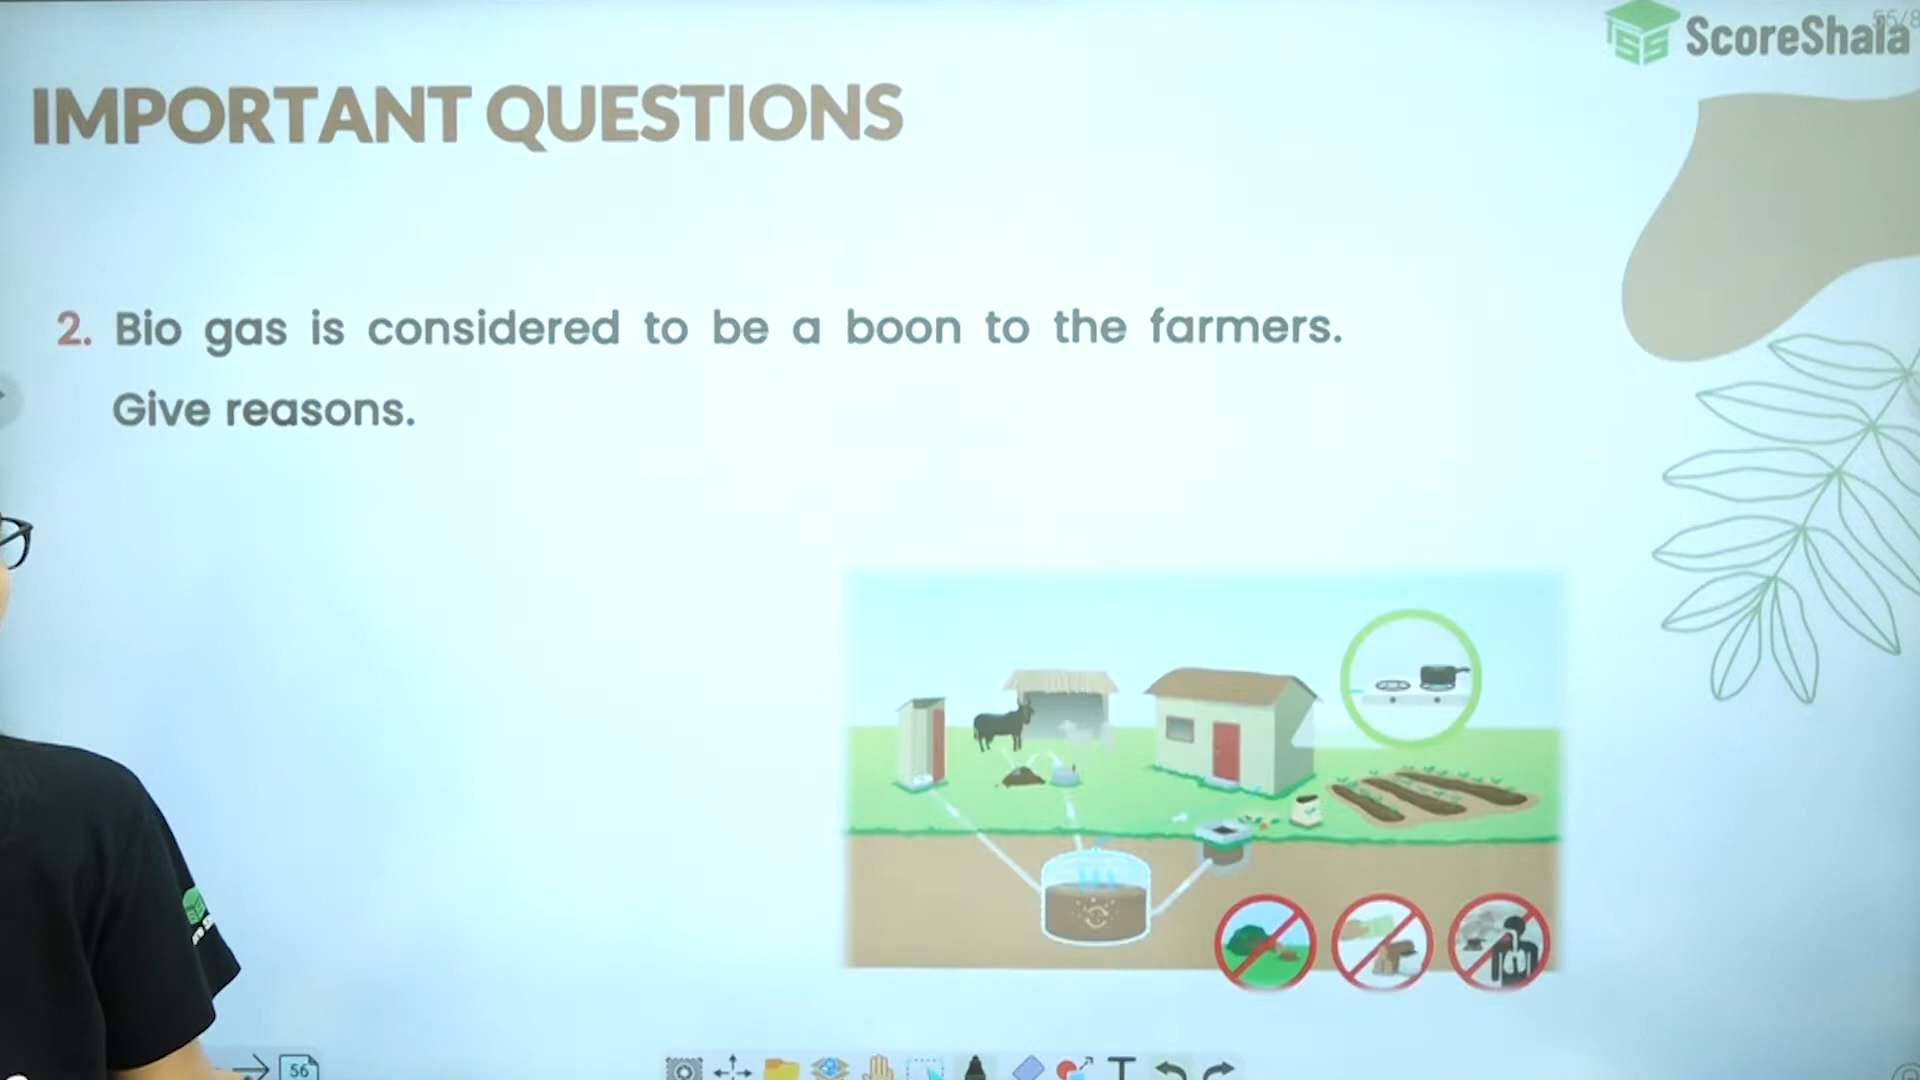 ScoreShala
IMPORTANT QUESTIONS
2. Bio gas is considered to be a boon to the farmers.
Give reasons.
56